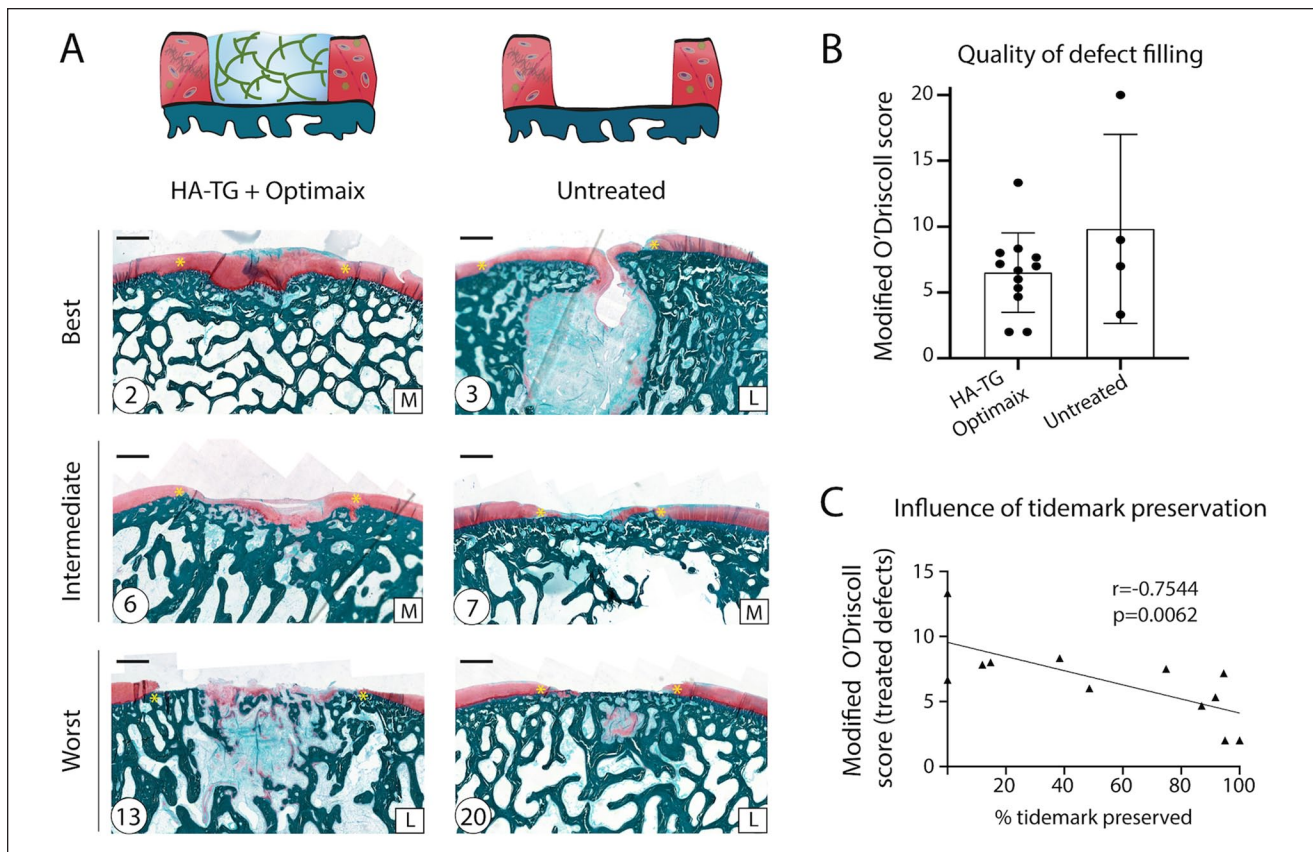 A
HA-TG + Optimaix
Untreated
Best
2
M
3
L
Intermediate
6
M
7
M
Worst
13
L
20
L
B
Quality of defect filling
Modified O'Driscoll score
20
15
10
5
0
HA-TG
Optimaix
Untreated
C
Influence of tidemark preservation
Modified O'Driscoll
score (treated defects)
15
10
5
0
r=-0.7544
p=0.0062
20
40
60
80
100
% tidemark preserved